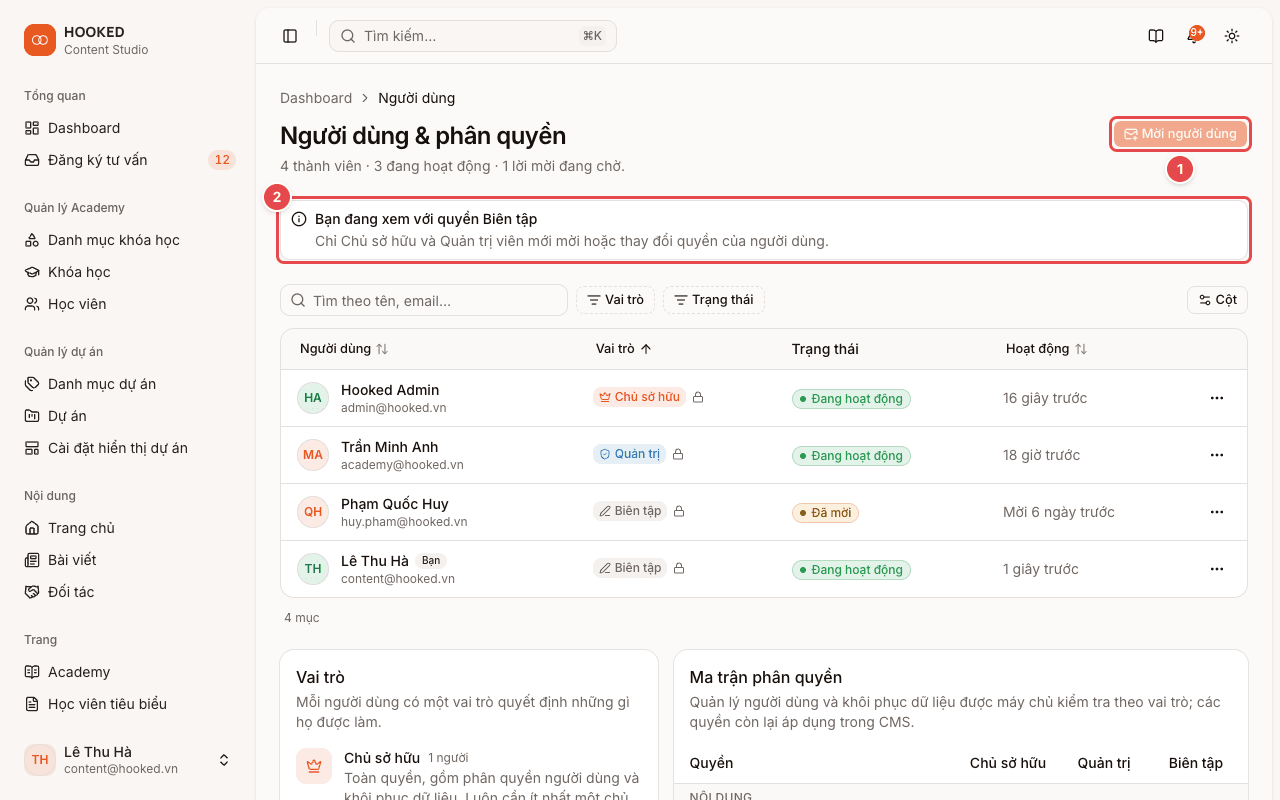 HOOKED
Content Studio
Tổng quan
Dashboard
Đăng ký tư vấn 12
Quản lý Academy
Danh mục khóa học
Khóa học
Học viên
Quản lý dự án
Danh mục dự án
Dự án
Cài đặt hiển thị dự án
Nội dung
Trang chủ
Bài viết
Đối tác
Trang
Academy
Học viên tiêu biểu
TH Lê Thu Hà
content@hooked.vn
Tìm kiếm... ⌘K
9+
Dashboard > Người dùng
Người dùng & phân quyền
Mời người dùng
1
4 thành viên · 3 đang hoạt động · 1 lời mời đang chờ.
2
Bạn đang xem với quyền Biên tập
Chỉ Chủ sở hữu và Quản trị viên mới mời hoặc thay đổi quyền của người dùng.
Tìm theo tên, email... Vai trò Trạng thái Cột
Người dùng Vai trò Trạng thái Hoạt động
HA Hooked Admin Chủ sở hữu Đang hoạt động 16 giây trước
admin@hooked.vn
MA Trần Minh Anh Quản trị Đang hoạt động 18 giờ trước
academy@hooked.vn
QH Phạm Quốc Huy Biên tập Đã mời Mời 6 ngày trước
huy.pham@hooked.vn
TH Lê Thu Hà Bạn Biên tập Đang hoạt động 1 giây trước
content@hooked.vn
4 mục
Vai trò
Mỗi người dùng có một vai trò quyết định những gì
họ được làm.
Chủ sở hữu 1 người
Toàn quyền, gồm phân quyền người dùng và
khôi phục dữ liệu. Luôn cần ít nhất một chủ
Ma trận phân quyền
Quản lý người dùng và khôi phục dữ liệu được máy chủ kiểm tra theo vai trò; các
quyền còn lại áp dụng trong CMS.
Quyền Chủ sở hữu Quản trị Biên tập
NỘI DUNG